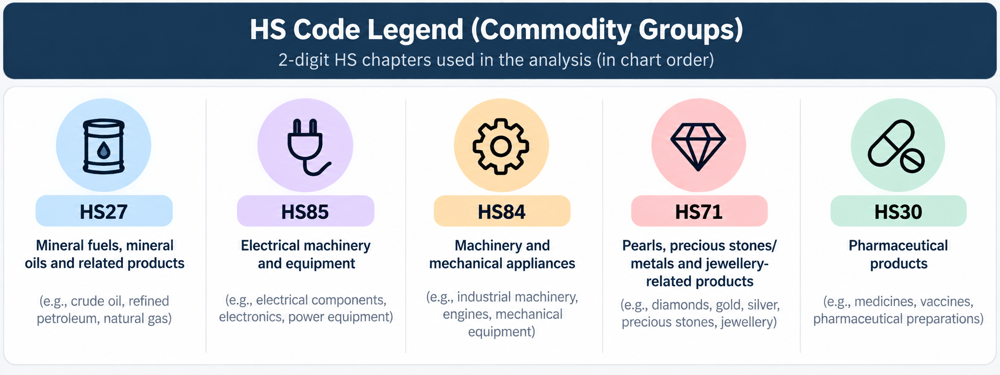 HS Code Legend (Commodity Groups)
2-digit HS chapters used in the analysis (in chart order)
HS27
Mineral fuels, mineral
oils and related products
(e.g., crude oil, refined
petroleum, natural gas)
HS85
Electrical machinery
and equipment
(e.g., electrical components,
electronics, power equipment)
HS84
Machinery and
mechanical appliances
(e.g., industrial machinery,
engines, mechanical
equipment)
HS71
Pearls, precious stones/
metals and jewellery-
related products
(e.g., diamonds, gold, silver,
precious stones, jewellery)
HS30
Pharmaceutical
products
(e.g., medicines, vaccines,
pharmaceutical preparations)